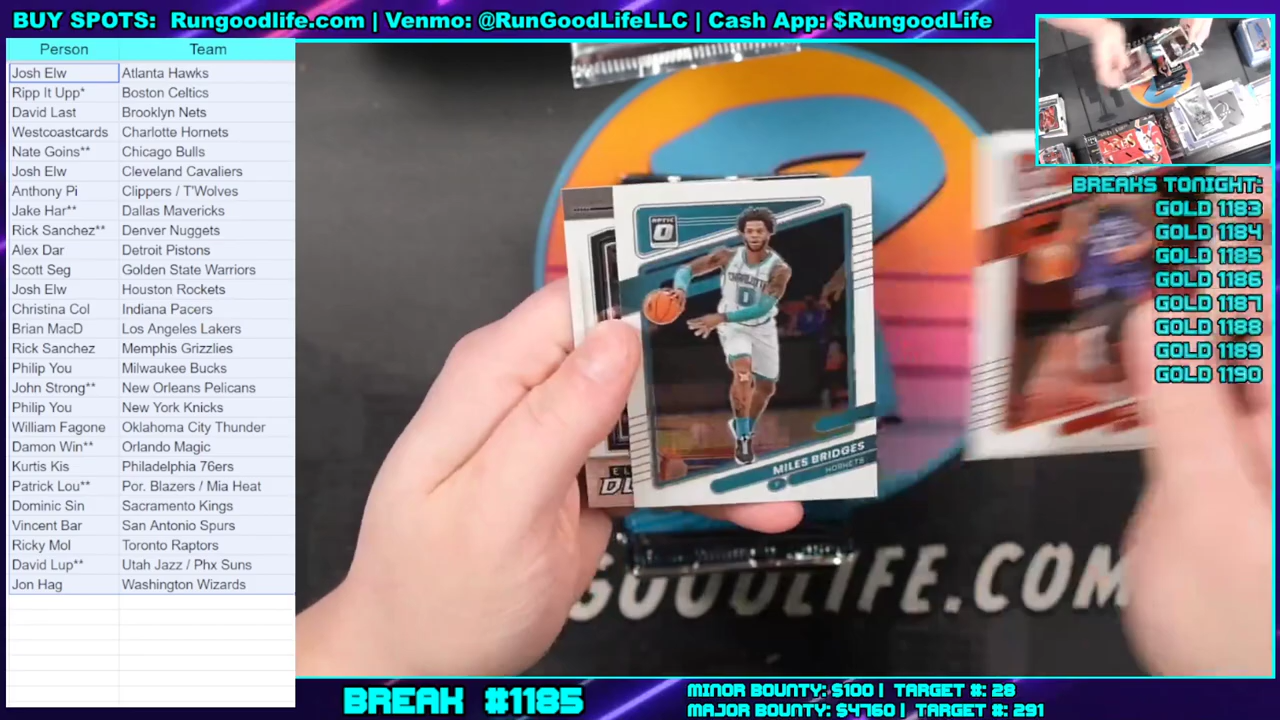 BUY SPOTS: Rungoodlife.com | Venmo: @RunGoodLifeLLC | Cash App: $RungoodLife
Person Team
Josh Elw Atlanta Hawks
Ripp It Upp* Boston Celtics
David Last Brooklyn Nets
Westcoastcards Charlotte Hornets
Nate Goins** Chicago Bulls
Josh Elw Cleveland Cavaliers
Anthony Pi Clippers / T'Wolves
Jake Har** Dallas Mavericks
Rick Sanchez** Denver Nuggets
Alex Dar Detroit Pistons
Scott Seg Golden State Warriors
Josh Elw Houston Rockets
Christina Col Indiana Pacers
Brian MacD Los Angeles Lakers
Rick Sanchez Memphis Grizzlies
Philip You Milwaukee Bucks
John Strong** New Orleans Pelicans
Philip You New York Knicks
William Fagone Oklahoma City Thunder
Damon Win** Orlando Magic
Kurtis Kis Philadelphia 76ers
Patrick Lou** Por. Blazers / Mia Heat
Dominic Sin Sacramento Kings
Vincent Bar San Antonio Spurs
Ricky Mol Toronto Raptors
David Lup** Utah Jazz / Phx Suns
Jon Hag Washington Wizards
OPTIC
CHARLOTTE
0
MILES BRIDGES
HORNETS
GOODLIFE.COM
BREAKS TONIGHT:
GOLD 1183
GOLD 1184
GOLD 1185
GOLD 1186
GOLD 1187
GOLD 1188
GOLD 1189
GOLD 1190
BREAK #1185
MINOR BOUNTY: $100 | TARGET #: 28
MAJOR BOUNTY: $4760 | TARGET #: 291